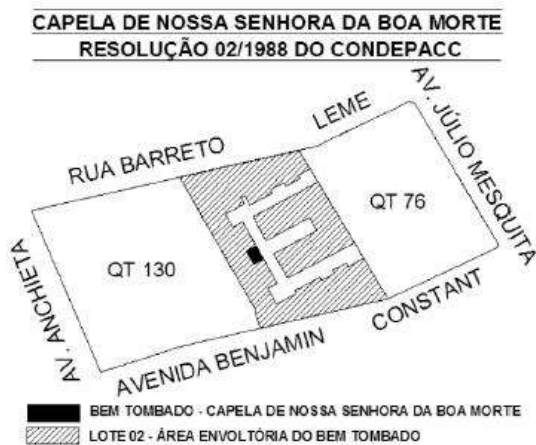 CAPELA DE NOSSA SENHORA DA BOA MORTE
RESOLUÇÃO 02/1988 DO CONDEPACC
RUA BARRETO LEME
AV. JÚLIO MESQUITA
QT 76
QT 130
AV. ANCHIETA
AVENIDA BENJAMIN CONSTANT
BEM TOMBADO - CAPELA DE NOSSA SENHORA DA BOA MORTE
LOTE 02 - ÁREA ENVOLTÓRIA DO BEM TOMBADO